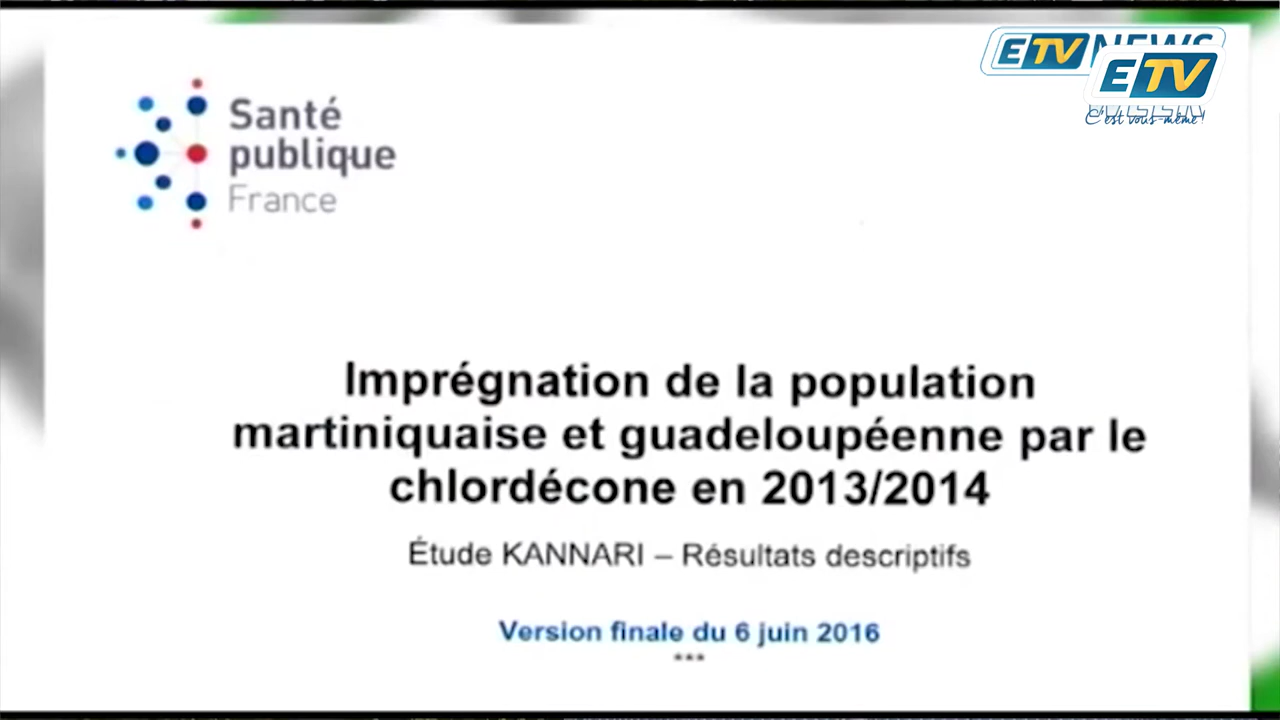 ETV NEWS
ETV
C'est vous-même!
Santé
publique
France
Imprégnation de la population
martiniquaise et guadeloupéenne par le
chlordécone en 2013/2014
Étude KANNARI – Résultats descriptifs
Version finale du 6 juin 2016
***